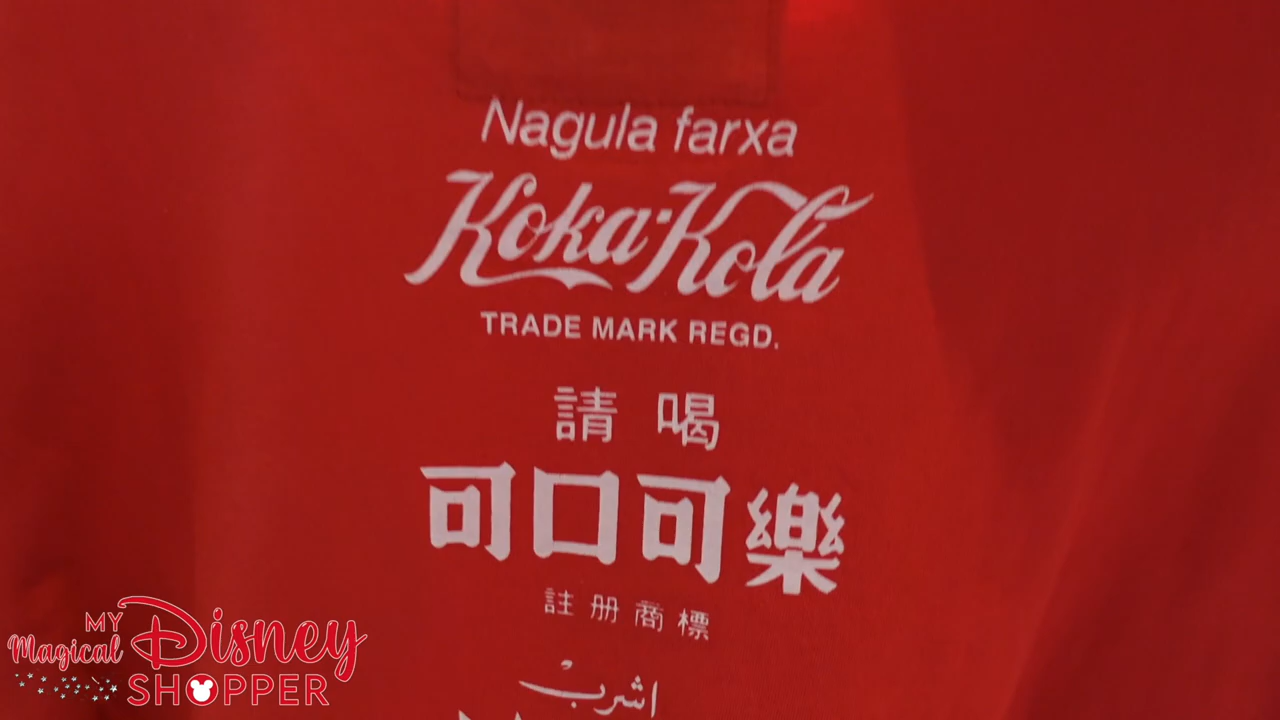 Nagula farxa
Koka-Kola
TRADE MARK REGD.
請喝
可口可樂
註册商標
اشرب
MY
Magical Disney
SHOPPER